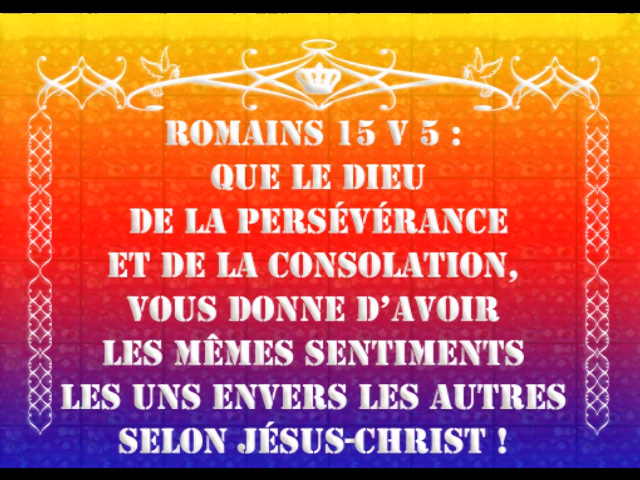 ROMAINS 15 V 5 :
QUE LE DIEU
DE LA PERSÉVÉRANCE
ET DE LA CONSOLATION,
VOUS DONNE D’AVOIR
LES MÊMES SENTIMENTS
LES UNS ENVERS LES AUTRES
SELON JÉSUS-CHRIST !